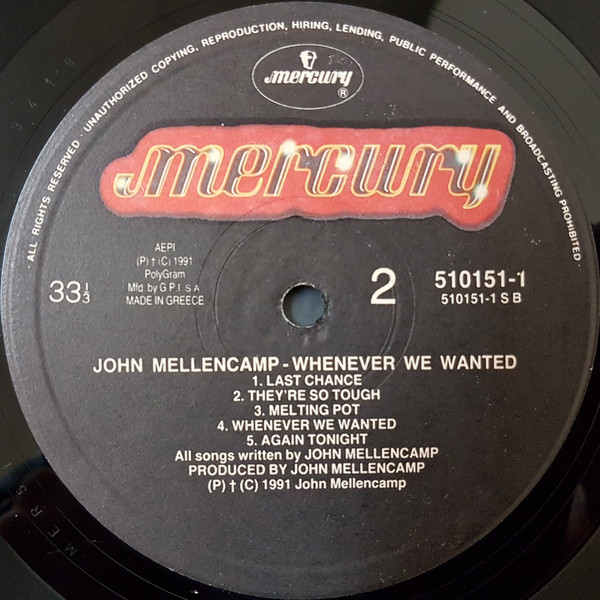 · ALL RIGHTS RESERVED · UNAUTHORIZED COPYING, REPRODUCTION, HIRING, LENDING, PUBLIC PERFORMANCE AND BROADCASTING PROHIBITED ·
mercury
®
mercury
AEPI
(P) † (C) 1991
PolyGram
Mfd. by G P.I. S A
MADE IN GREECE
33 1/3
2
510151-1
510151-1 S B
JOHN MELLENCAMP - WHENEVER WE WANTED
1. LAST CHANCE
2. THEY'RE SO TOUGH
3. MELTING POT
4. WHENEVER WE WANTED
5. AGAIN TONIGHT
All songs written by JOHN MELLENCAMP
PRODUCED BY JOHN MELLENCAMP
(P) † (C) 1991 John Mellencamp